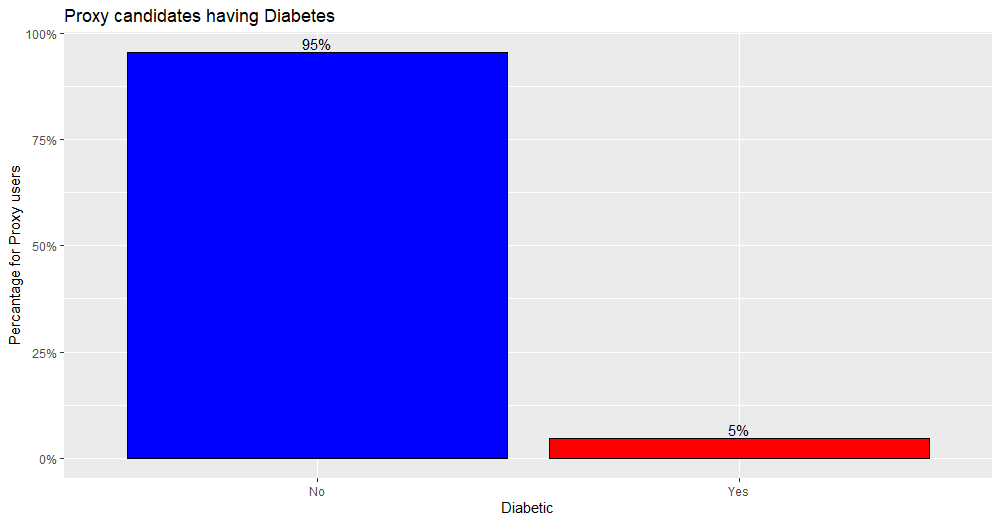 Proxy candidates having Diabetes
100%
75%
50%
25%
0%
Percantage for Proxy users
95%
5%
No
Yes
Diabetic